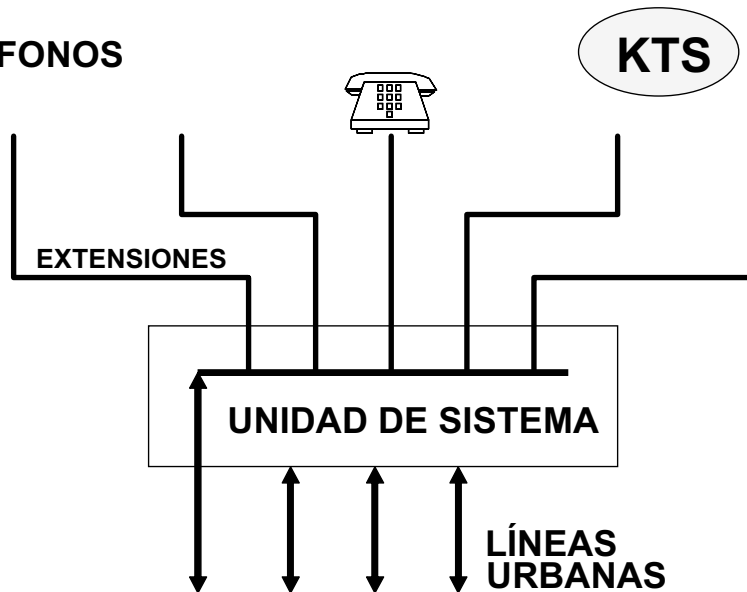 FONOS
KTS
EXTENSIONES
UNIDAD DE SISTEMA
LÍNEAS
URBANAS